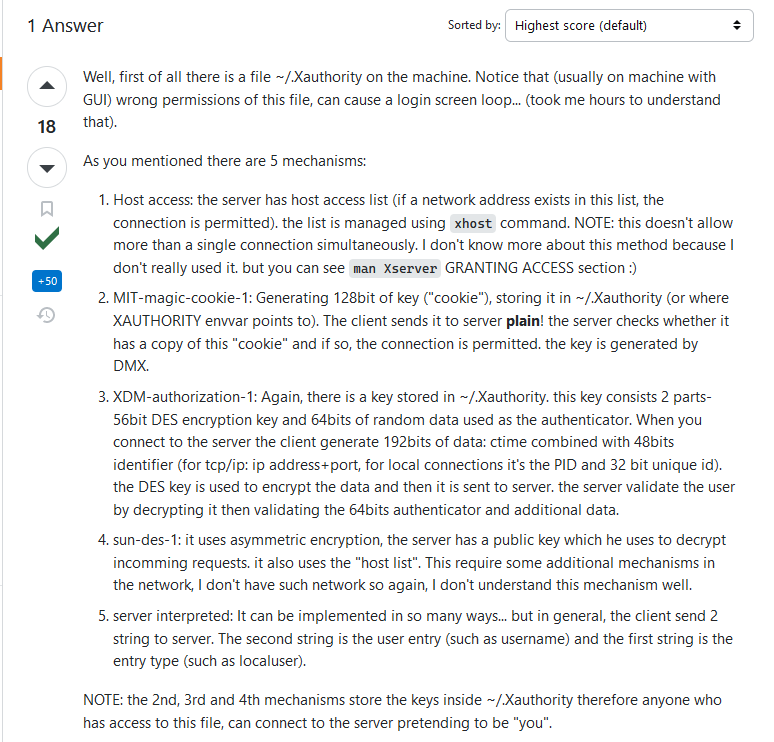 1 Answer
Sorted by:
Highest score (default)
Well, first of all there is a file ~/.Xauthority on the machine. Notice that (usually on machine with
GUI) wrong permissions of this file, can cause a login screen loop... (took me hours to understand
that).
18
As you mentioned there are 5 mechanisms:
1. Host access: the server has host access list (if a network address exists in this list, the
connection is permitted). the list is managed using xhost command. NOTE: this doesn't allow
more than a single connection simultaneously. I don't know more about this method because I
don't really used it. but you can see man Xserver GRANTING ACCESS section :)
+50
2. MIT-magic-cookie-1: Generating 128bit of key ("cookie"), storing it in ~/.Xauthority (or where
XAUTHORITY envvar points to). The client sends it to server plain! the server checks whether it
has a copy of this "cookie" and if so, the connection is permitted. the key is generated by
DMX.
3. XDM-authorization-1: Again, there is a key stored in ~/.Xauthority. this key consists 2 parts-
56bit DES encryption key and 64bits of random data used as the authenticator. When you
connect to the server the client generate 192bits of data: ctime combined with 48bits
identifier (for tcp/ip: ip address+port, for local connections it's the PID and 32 bit unique id).
the DES key is used to encrypt the data and then it is sent to server. the server validate the user
by decrypting it then validating the 64bits authenticator and additional data.
4. sun-des-1: it uses asymmetric encryption, the server has a public key which he uses to decrypt
incomming requests. it also uses the "host list". This require some additional mechanisms in
the network, I don't have such network so again, I don't understand this mechanism well.
5. server interpreted: It can be implemented in so many ways... but in general, the client send 2
string to server. The second string is the user entry (such as username) and the first string is the
entry type (such as localuser).
NOTE: the 2nd, 3rd and 4th mechanisms store the keys inside ~/.Xauthority therefore anyone who
has access to this file, can connect to the server pretending to be "you".